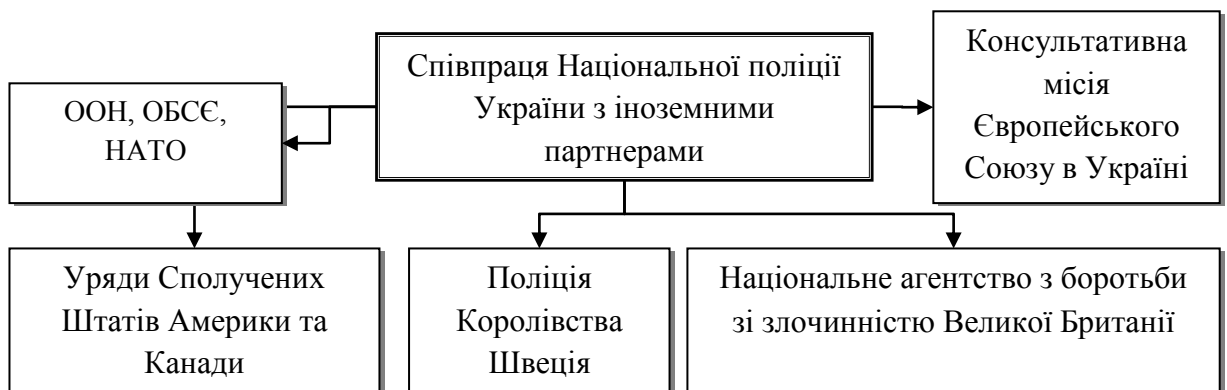 Співпраця Національної поліції
України з іноземними
партнерами
ООН, ОБСЄ,
НАТО
Консультативна
місія
Європейського
Союзу в Україні
Уряди Сполучених
Штатів Америки та
Канади
Поліція
Королівства
Швеція
Національне агентство з боротьби
зі злочинністю Великої Британії